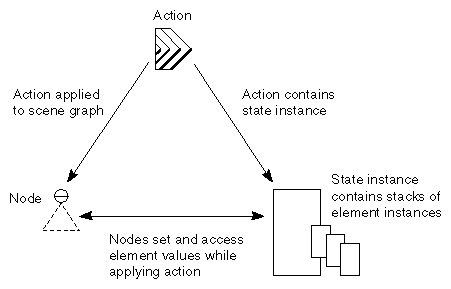 Action
Action applied
to scene graph
Action contains
state instance
Node
State instance
contains stacks of
element instances
Nodes set and access
element values while
applying action